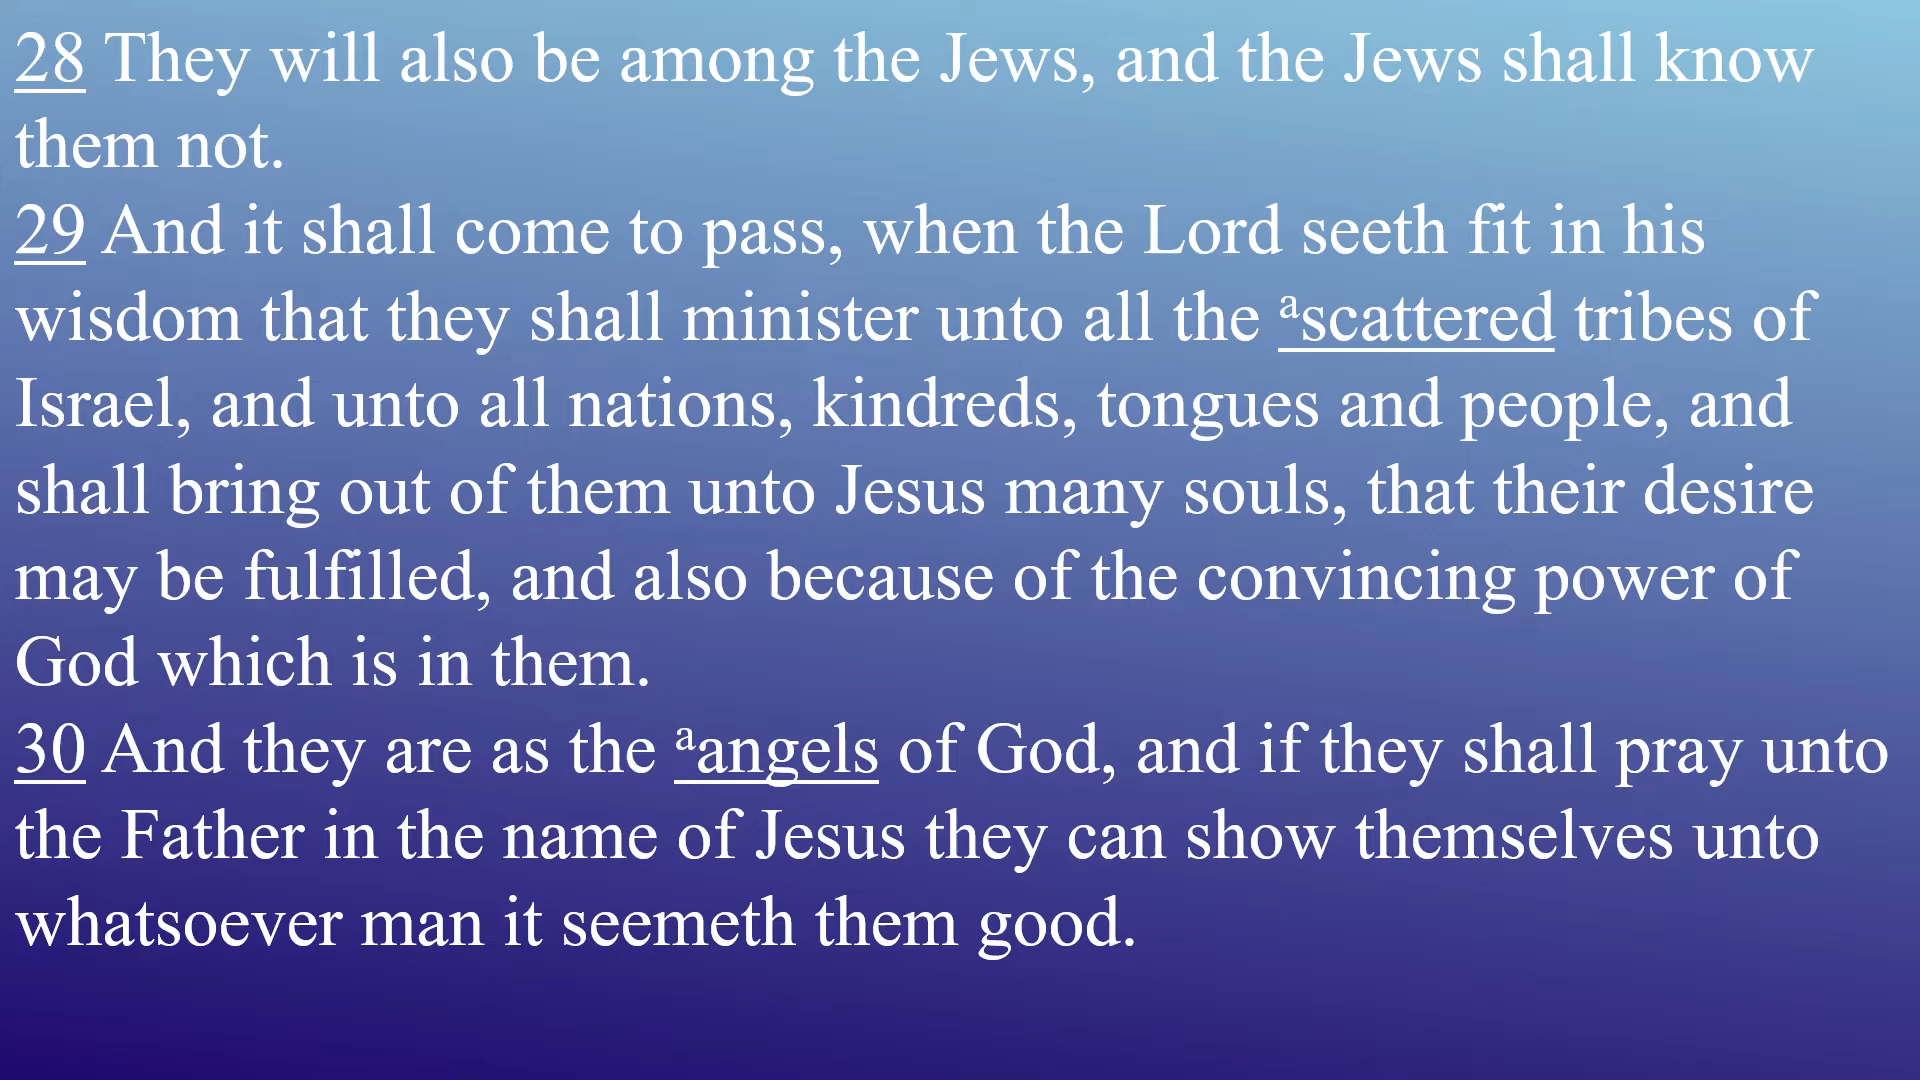 28 They will also be among the Jews, and the Jews shall know
them not.
29 And it shall come to pass, when the Lord seeth fit in his
wisdom that they shall minister unto all the ᵃscattered tribes of
Israel, and unto all nations, kindreds, tongues and people, and
shall bring out of them unto Jesus many souls, that their desire
may be fulfilled, and also because of the convincing power of
God which is in them.
30 And they are as the ᵃangels of God, and if they shall pray unto
the Father in the name of Jesus they can show themselves unto
whatsoever man it seemeth them good.